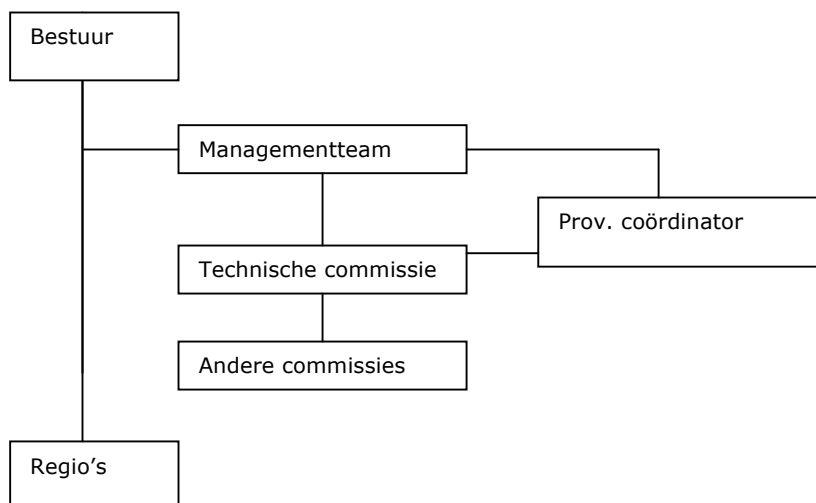 Bestuur
Managementteam
Prov. coördinator
Technische commissie
Andere commissies
Regio's